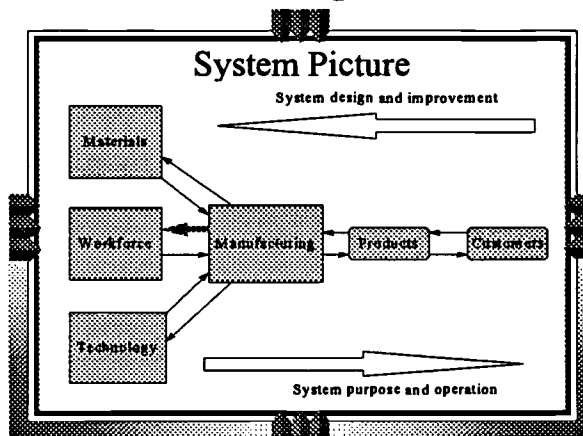 System Picture
System design and improvement
Materials
Workforce
Manufacturing
Products
Customers
Technology
System purpose and operation